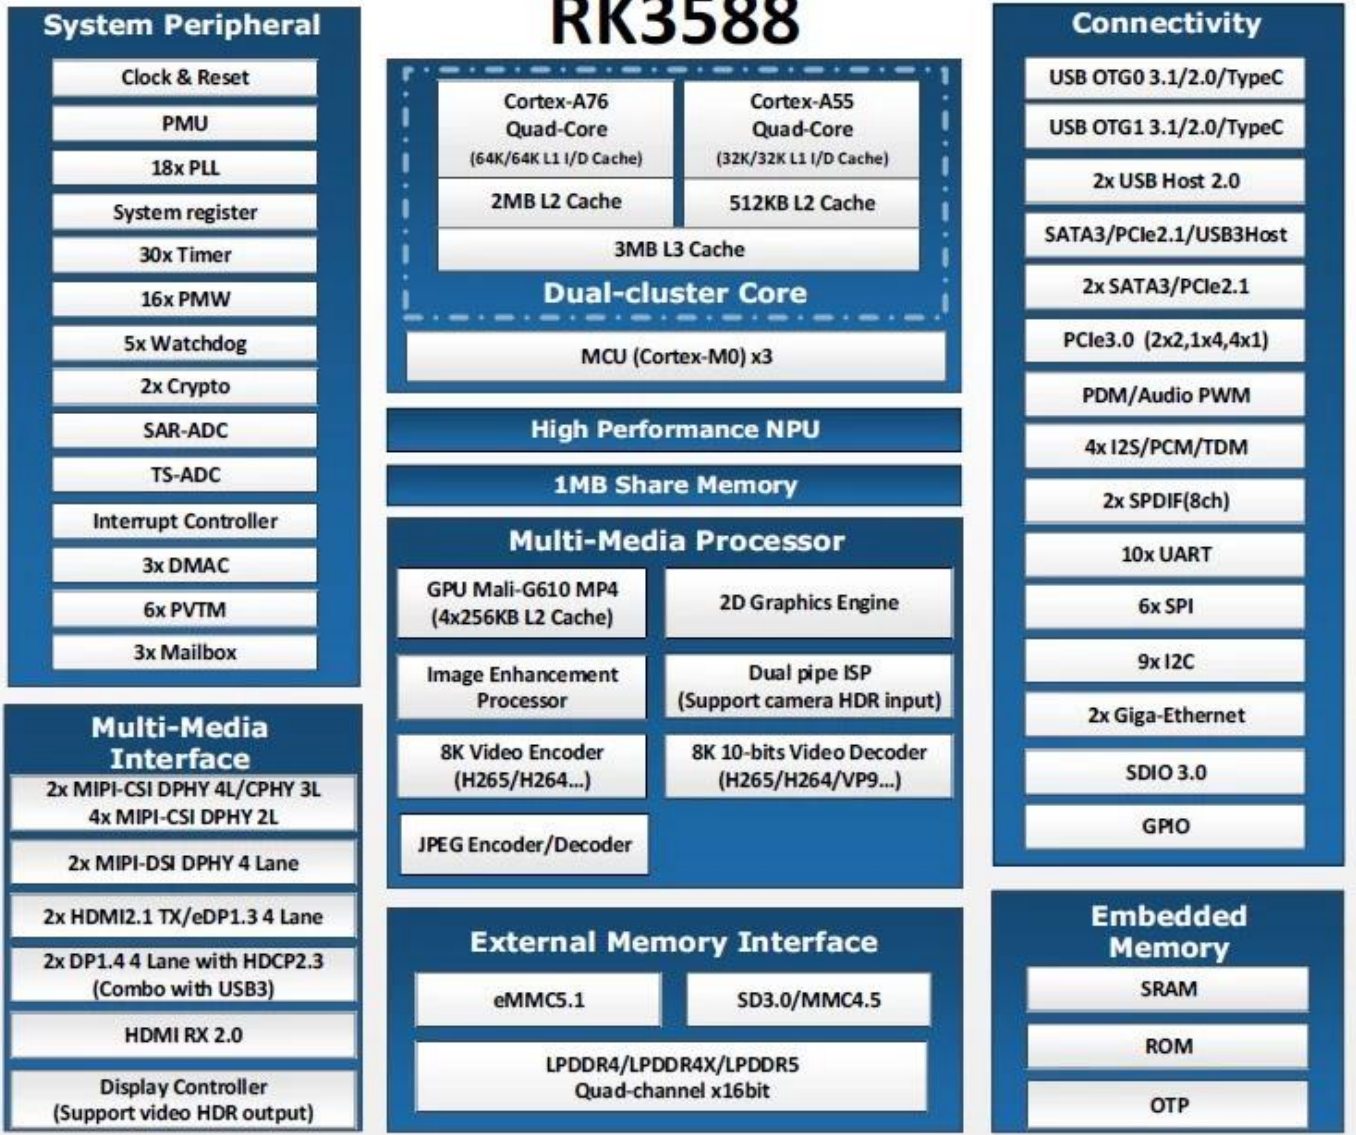 RK3588
System Peripheral
Clock & Reset
PMU
18x PLL
System register
30x Timer
16x PMW
5x Watchdog
2x Crypto
SAR-ADC
TS-ADC
Interrupt Controller
3x DMAC
6x PVTM
3x Mailbox
Multi-Media
Interface
2x MIPI-CSI DPHY 4L/CPHY 3L
4x MIPI-CSI DPHY 2L
2x MIPI-DSI DPHY 4 Lane
2x HDMI2.1 TX/eDP1.3 4 Lane
2x DP1.4 4 Lane with HDCP2.3
(Combo with USB3)
HDMI RX 2.0
Display Controller
(Support video HDR output)
Cortex-A76
Quad-Core
(64K/64K L1 I/D Cache)
2MB L2 Cache
Cortex-A55
Quad-Core
(32K/32K L1 I/D Cache)
512KB L2 Cache
3MB L3 Cache
Dual-cluster Core
MCU (Cortex-M0) x3
High Performance NPU
1MB Share Memory
Multi-Media Processor
GPU Mali-G610 MP4
(4x256KB L2 Cache)
2D Graphics Engine
Image Enhancement
Processor
Dual pipe ISP
(Support camera HDR input)
8K Video Encoder
(H265/H264...)
8K 10-bits Video Decoder
(H265/H264/VP9...)
JPEG Encoder/Decoder
External Memory Interface
eMMC5.1
SD3.0/MMC4.5
LPDDR4/LPDDR4X/LPDDR5
Quad-channel x16bit
Connectivity
USB OTG0 3.1/2.0/TypeC
USB OTG1 3.1/2.0/TypeC
2x USB Host 2.0
SATA3/PCIe2.1/USB3Host
2x SATA3/PCIe2.1
PCIe3.0 (2x2,1x4,4x1)
PDM/Audio PWM
4x I2S/PCM/TDM
2x SPDIF(8ch)
10x UART
6x SPI
9x I2C
2x Giga-Ethernet
SDIO 3.0
GPIO
Embedded
Memory
SRAM
ROM
OTP